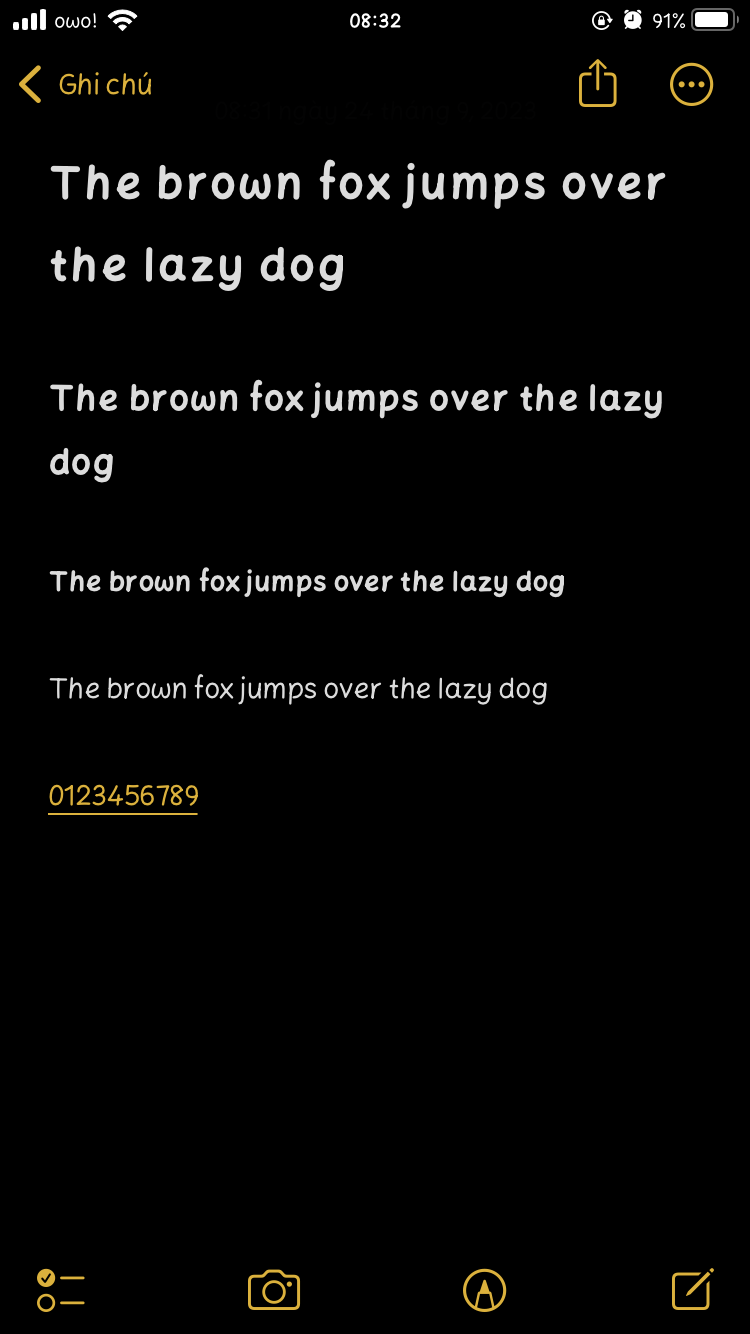 owo!
08:32
91%
Ghi chú
The brown fox jumps over
the lazy dog
The brown fox jumps over the lazy
dog
The brown fox jumps over the lazy dog
The brown fox jumps over the lazy dog
0123456789